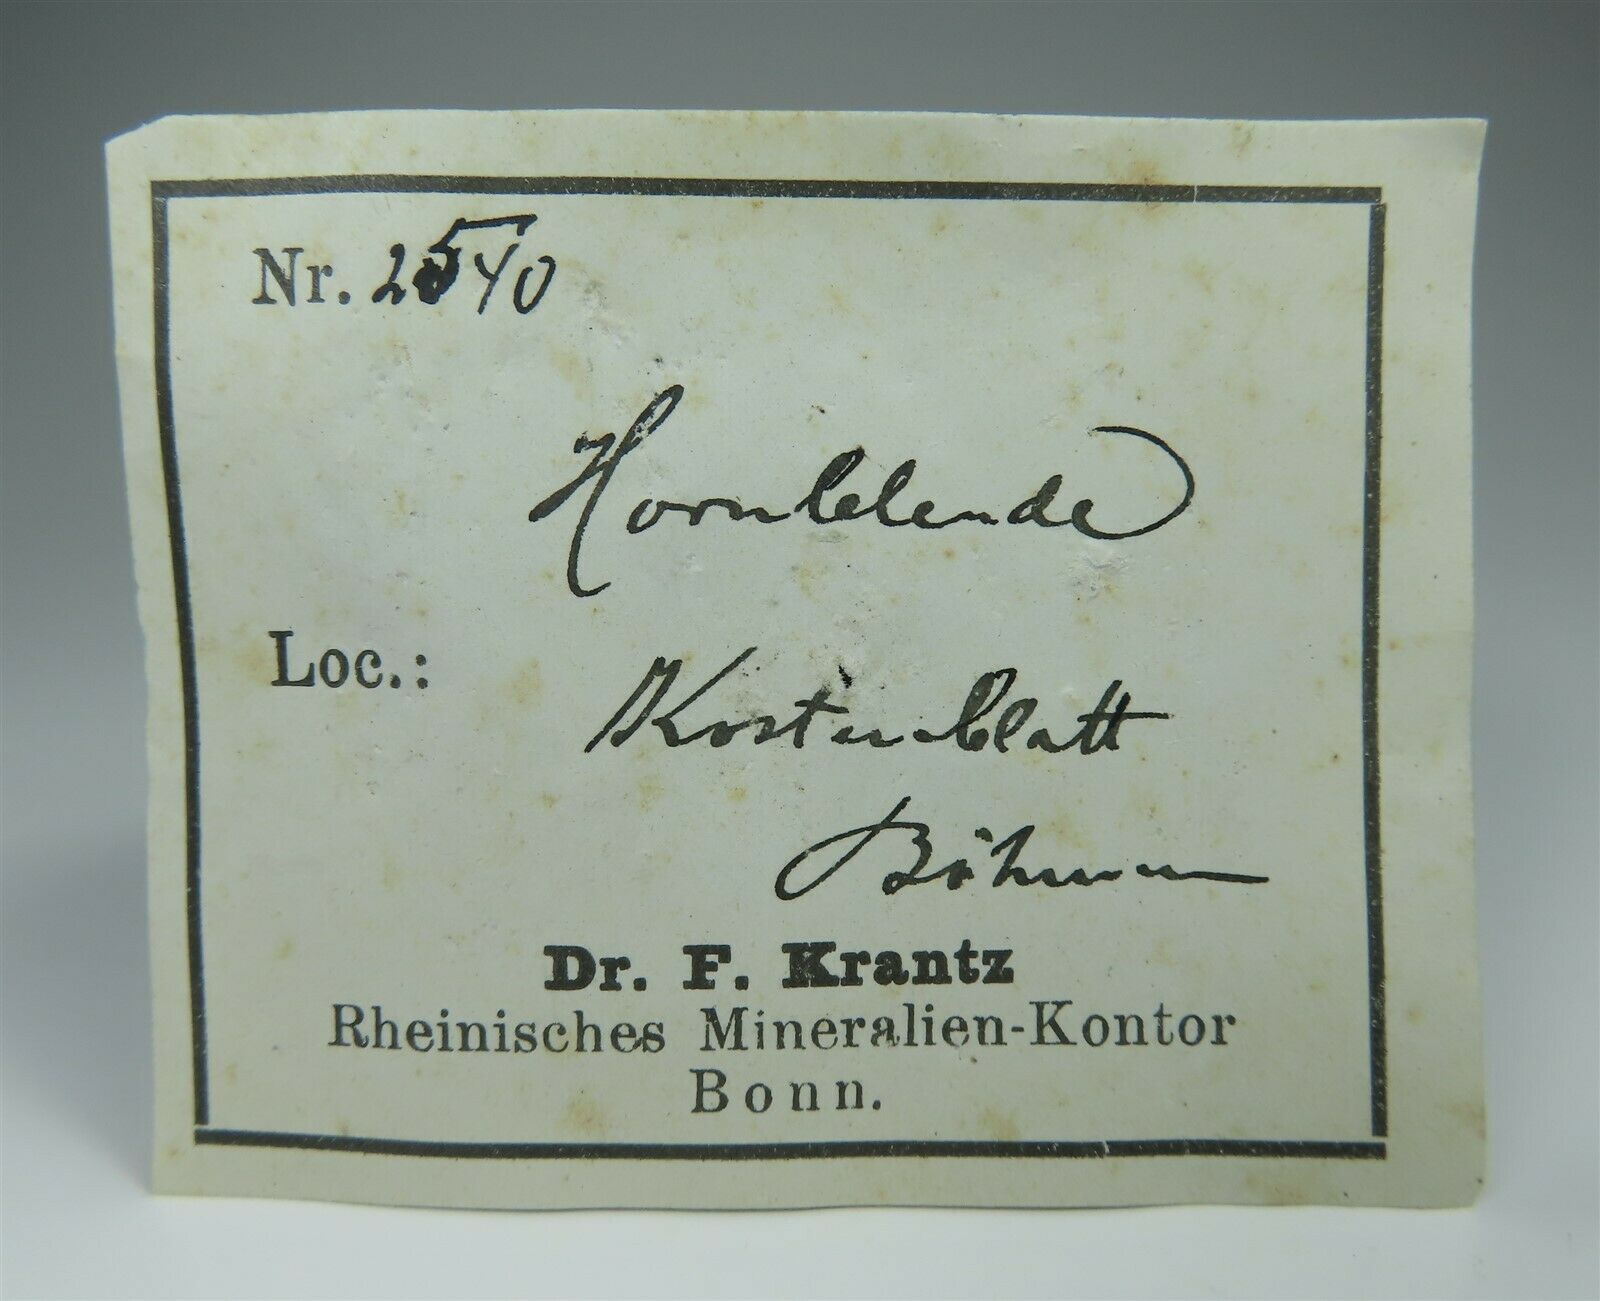 Nr. 2540
Hornblende
Loc.: Kostenblatt
Böhmen
Dr. F. Krantz
Rheinisches Mineralien-Kontor
Bonn.